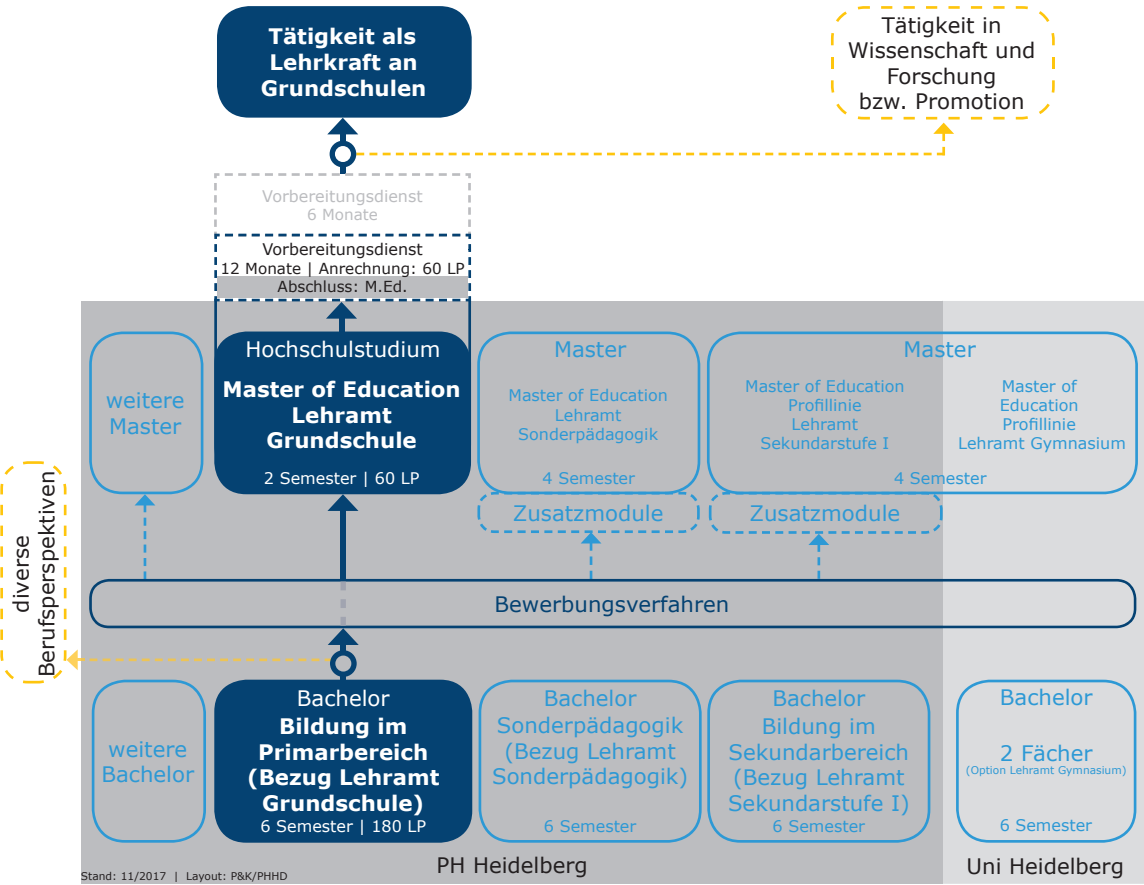 Tätigkeit als
Lehrkraft an
Grundschulen
Tätigkeit in
Wissenschaft und
Forschung
bzw. Promotion
Vorbereitungsdienst
6 Monate
Vorbereitungsdienst
12 Monate | Anrechnung: 60 LP
Abschluss: M.Ed.
weitere
Master
Hochschulstudium
Master of Education
Lehramt
Grundschule
2 Semester | 60 LP
Master
Master of Education
Lehramt
Sonderpädagogik
4 Semester
Zusatzmodule
Master
Master of Education
Profillinie
Lehramt
Sekundarstufe I
Master of
Education
Profillinie
Lehramt Gymnasium
4 Semester
Zusatzmodule
diverse
Berufsperspektiven
Bewerbungsverfahren
weitere
Bachelor
Bachelor
Bildung im
Primarbereich
(Bezug Lehramt
Grundschule)
6 Semester | 180 LP
Bachelor
Sonderpädagogik
(Bezug Lehramt
Sonderpädagogik)
6 Semester
Bachelor
Bildung im
Sekundarbereich
(Bezug Lehramt
Sekundarstufe I)
6 Semester
Bachelor
2 Fächer
(Option Lehramt Gymnasium)
6 Semester
Stand: 11/2017 | Layout: P&K/PHHD
PH Heidelberg
Uni Heidelberg